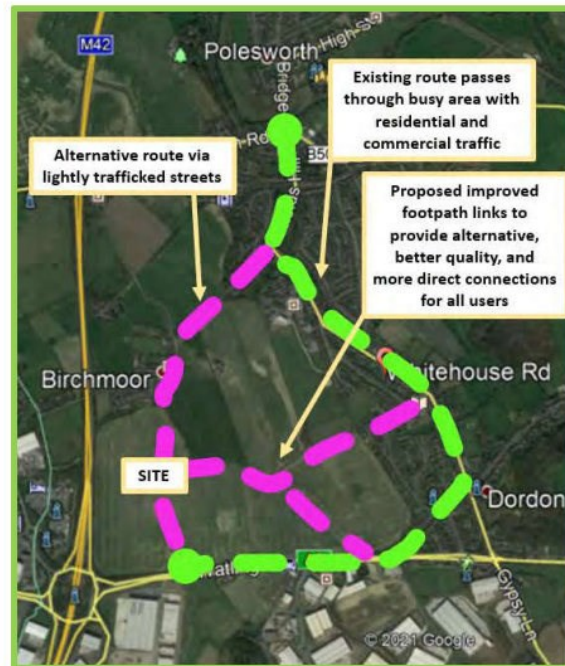 M42
Polesworth
High St
Bridge
Existing route passes
through busy area with
residential and
commercial traffic
Alternative route via
lightly trafficked streets
Proposed improved
footpath links to
provide alternative,
better quality, and
more direct connections
for all users
Birchmoor
Whitehouse Rd
SITE
Dordon
Gypsy Ln
© 2021 Google